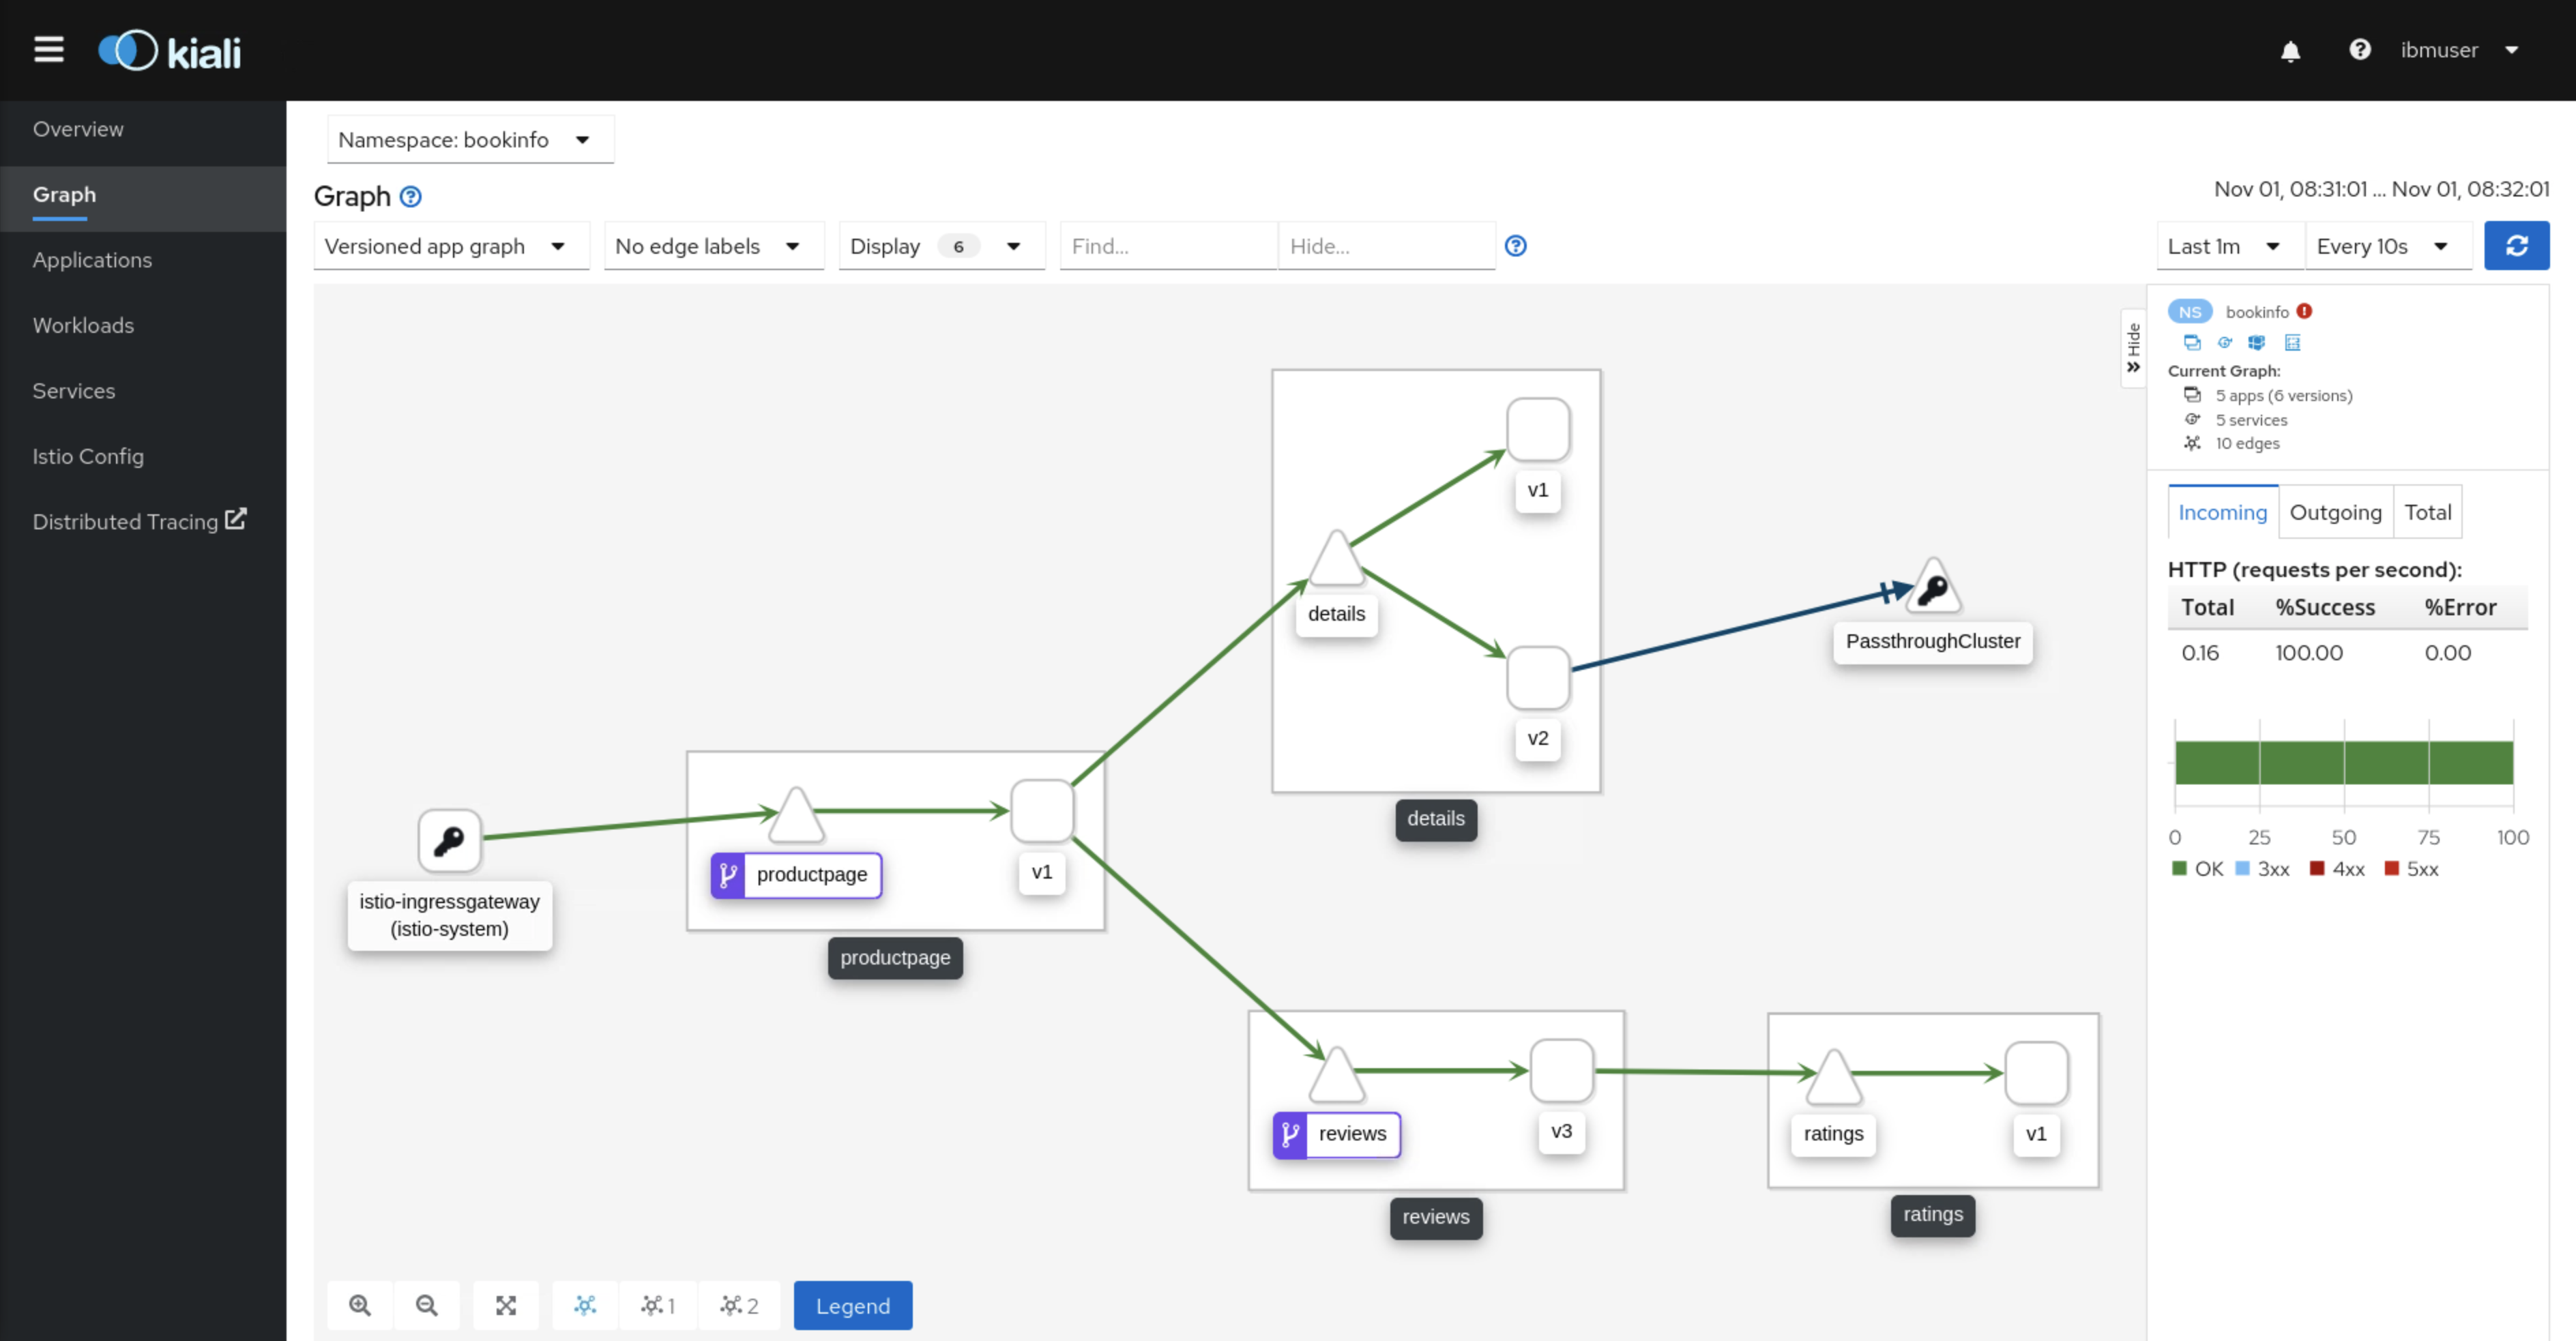 kiali
ibmuser
Overview
Graph
Applications
Workloads
Services
Istio Config
Distributed Tracing
Namespace: bookinfo
Graph
Nov 01, 08:31:01 ... Nov 01, 08:32:01
Versioned app graph
No edge labels
Display 6
Find...
Hide...
Last 1m
Every 10s
v1
details
v2
details
PassthroughCluster
istio-ingressgateway
(istio-system)
productpage
v1
productpage
reviews
v3
reviews
ratings
v1
ratings
1
2
Legend
Hide
NS bookinfo
Current Graph:
5 apps (6 versions)
5 services
10 edges
Incoming Outgoing Total
HTTP (requests per second):
Total %Success %Error
0.16 100.00 0.00
0 25 50 75 100
OK 3xx 4xx 5xx